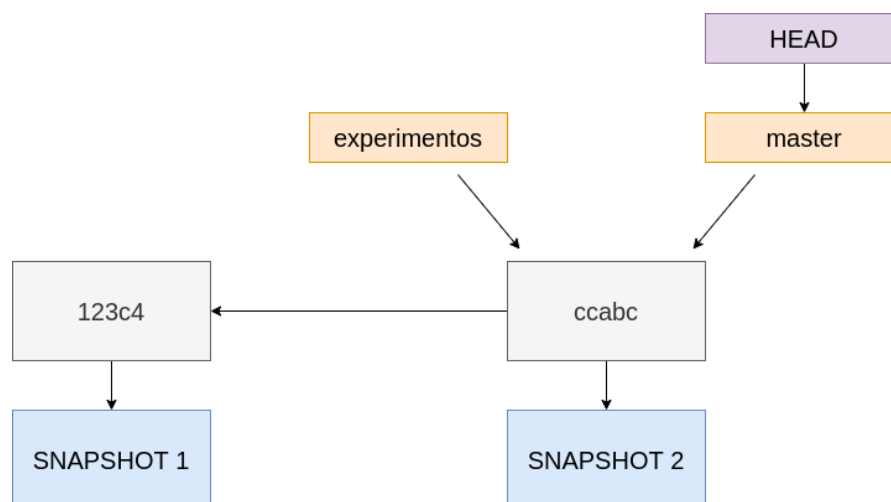 HEAD
experimentos
master
123c4
ccabc
SNAPSHOT 1
SNAPSHOT 2